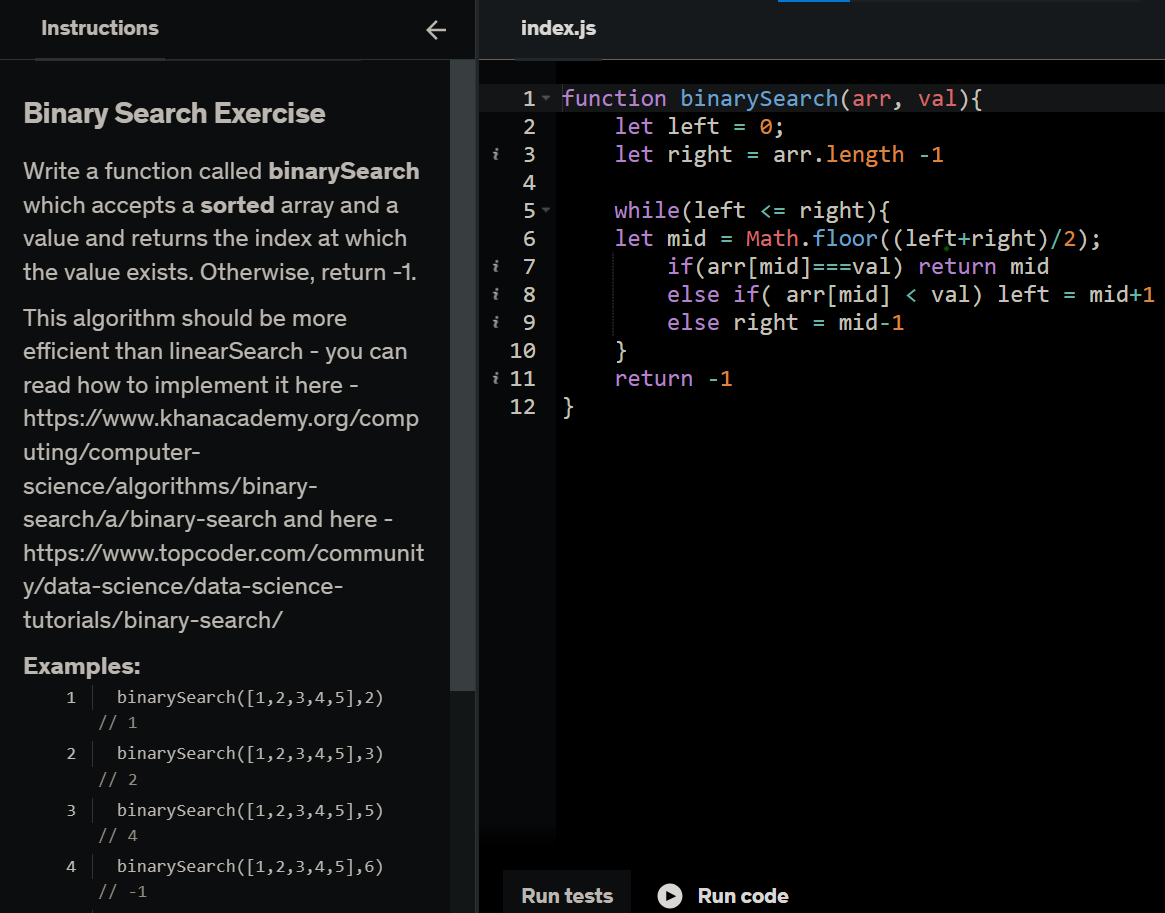 Instructions
Binary Search Exercise
Write a function called binarySearch
which accepts a sorted array and a
value and returns the index at which
the value exists. Otherwise, return -1.
This algorithm should be more
efficient than linearSearch - you can
read how to implement it here -
https://www.khanacademy.org/comp
uting/computer-
science/algorithms/binary-
search/a/binary-search and here -
https://www.topcoder.com/communit
y/data-science/data-science-
tutorials/binary-search/
Examples:
1 binarySearch([1,2,3,4,5],2)
// 1
2 binarySearch([1,2,3,4,5],3)
// 2
3 binarySearch([1,2,3,4,5],5)
// 4
4 binarySearch([1,2,3,4,5],6)
// -1
index.js
1 function binarySearch(arr, val){
2 let left = 0;
i 3 let right = arr.length -1
4
5 while(left <= right){
6 let mid = Math.floor((left+right)/2);
i 7 if(arr[mid]===val) return mid
i 8 else if( arr[mid] < val) left = mid+1
i 9 else right = mid-1
10 }
i 11 return -1
12 }
Run tests Run code